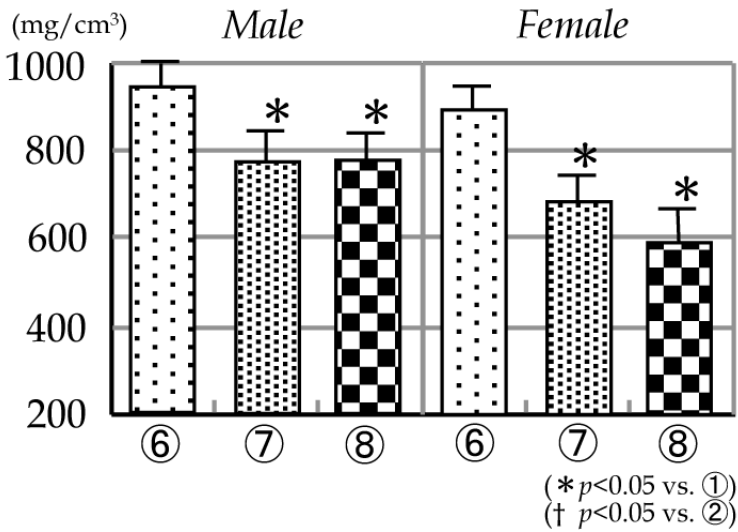 (mg/cm³) Male Female
1000
800
600
400
200
⑥ ⑦ ⑧ ⑥ ⑦ ⑧
(* p<0.05 vs. ①)
(† p<0.05 vs. ②)